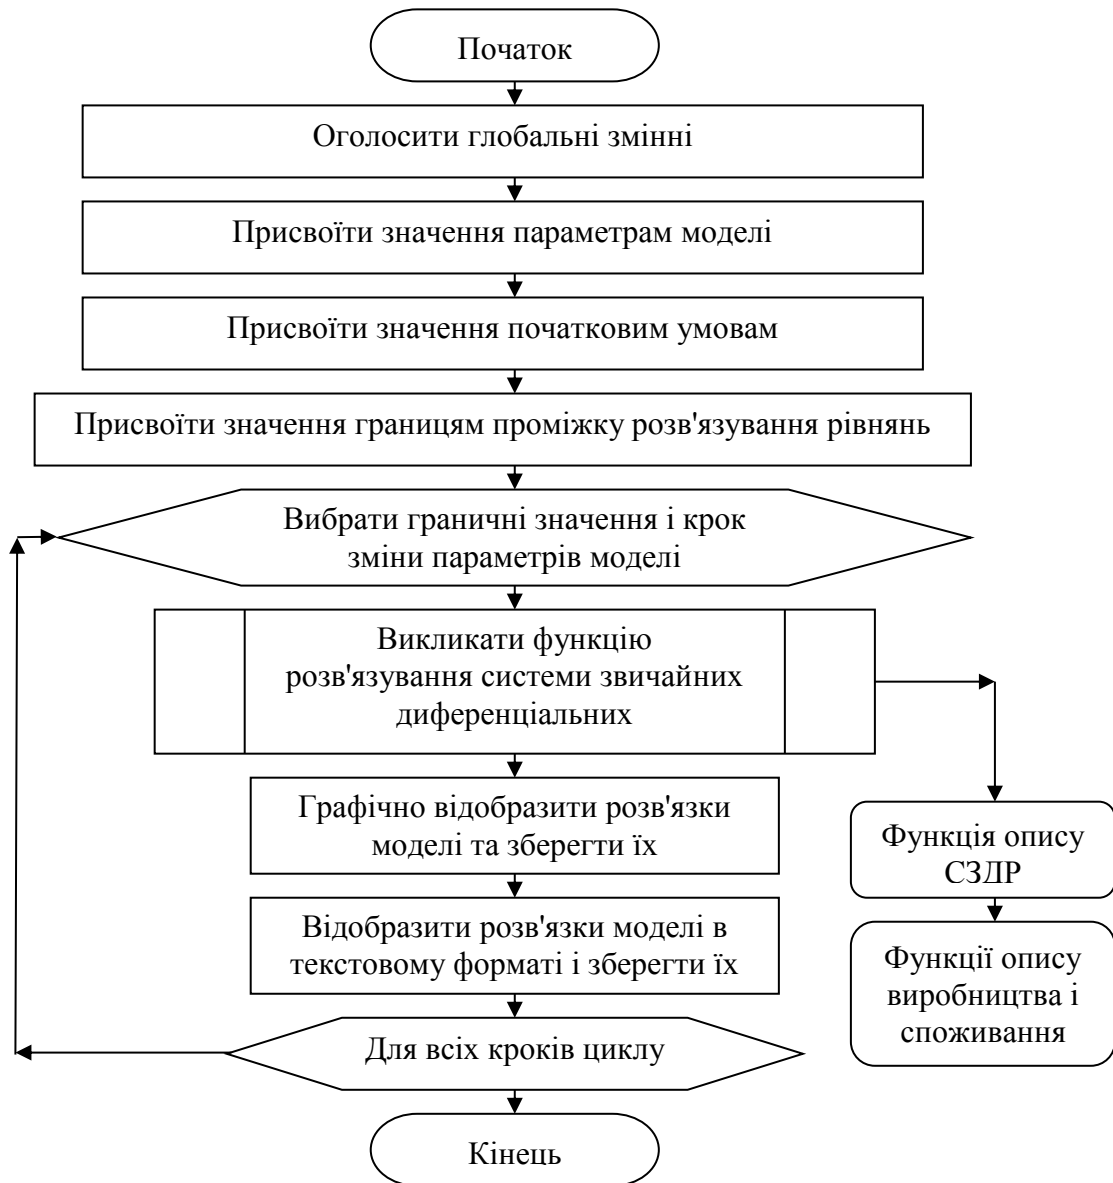 Початок
Оголосити глобальні змінні
Присвоїти значення параметрам моделі
Присвоїти значення початковим умовам
Присвоїти значення границям проміжку розв'язування рівнянь
Вибрати граничні значення і крок
зміни параметрів моделі
Викликати функцію
розв'язування системи звичайних
диференціальних
Графічно відобразити розв'язки
моделі та зберегти їх
Функція опису
СЗДР
Відобразити розв'язки моделі в
текстовому форматі і зберегти їх
Функції опису
виробництва і
споживання
Для всіх кроків циклу
Кінець